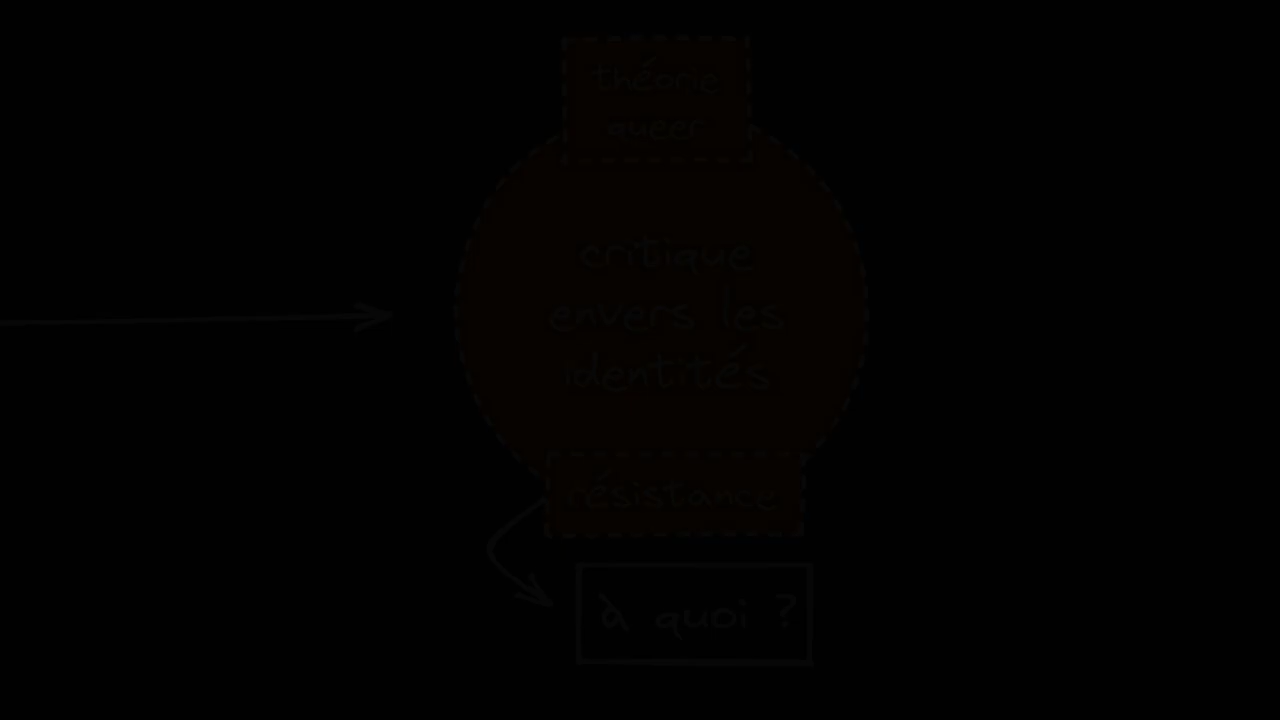 théorie
queer
critique
envers les
identités
résistance
à quoi ?